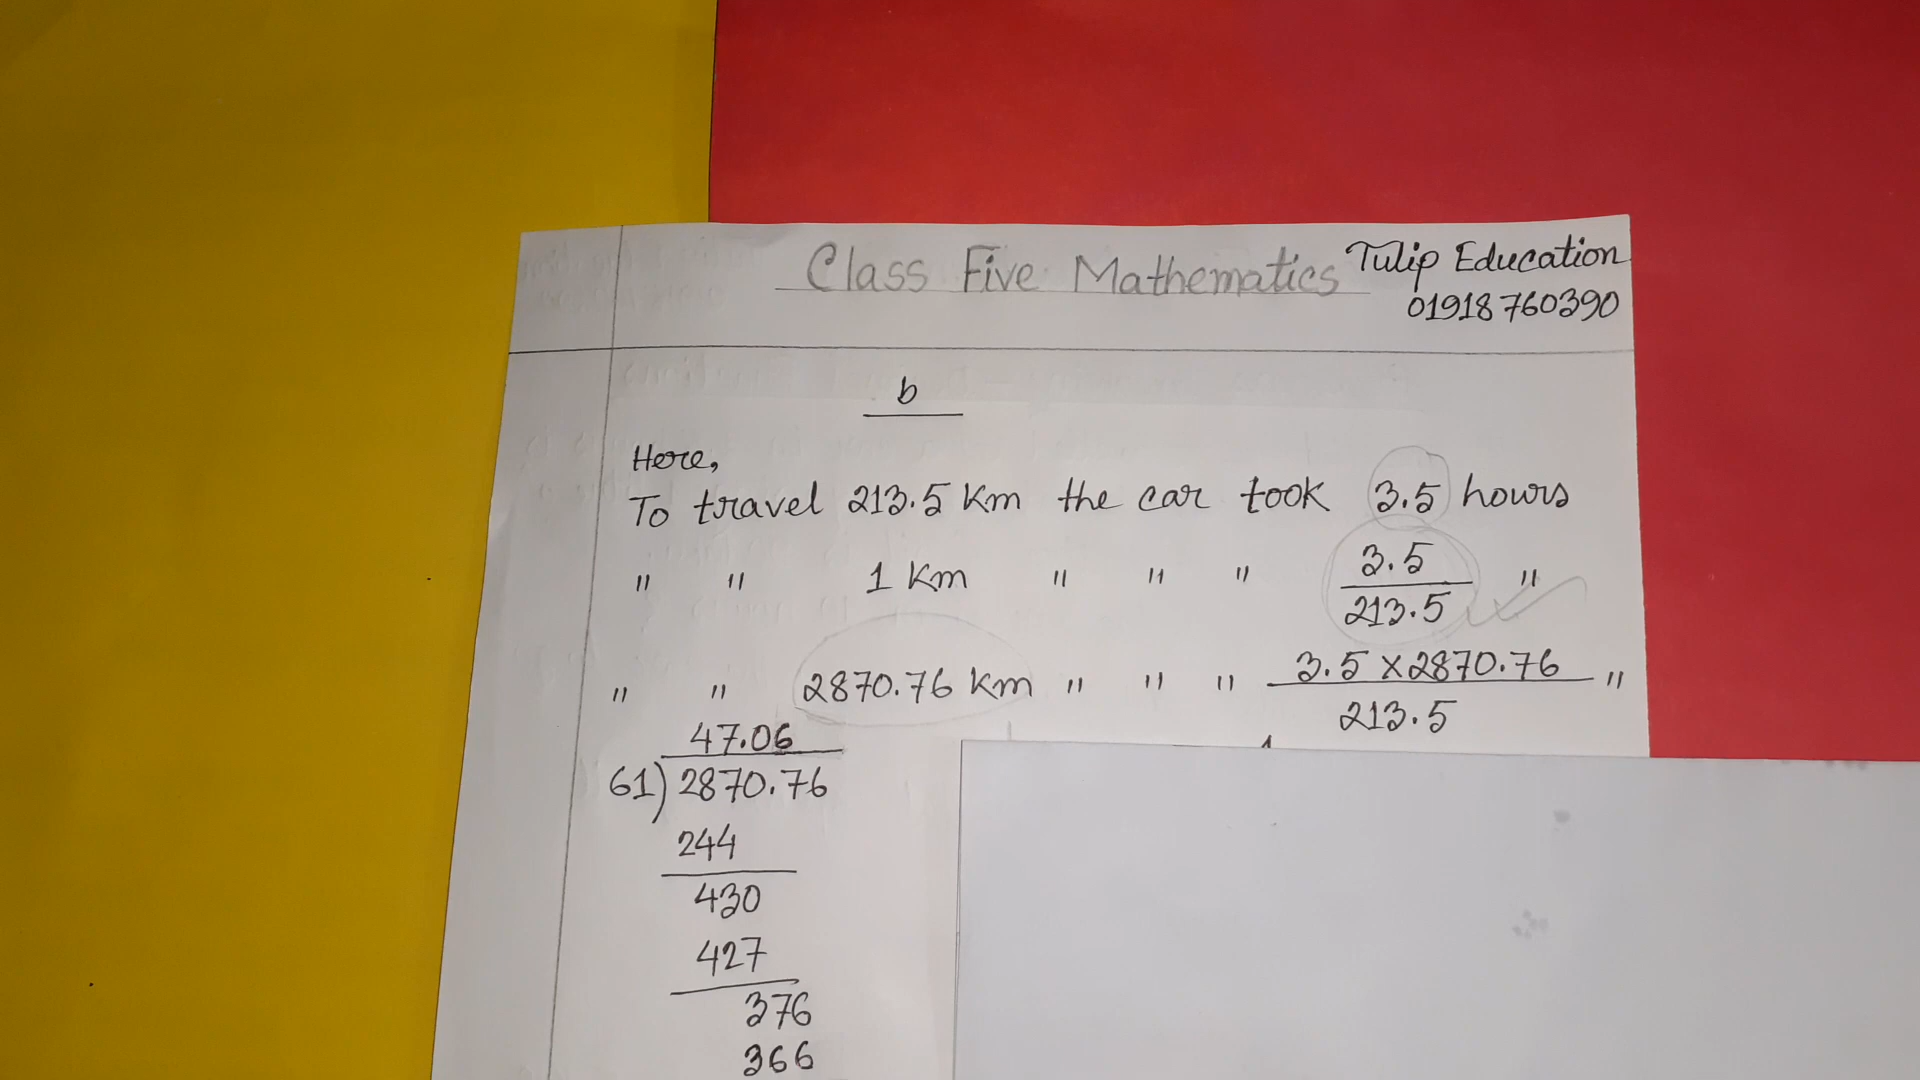 Class Five Mathematics
Tulip Education
01918760390
b
Here,
To travel 213.5 Km the car took 3.5 hours
" " 1 Km " " " 3.5 "
213.5
" " 2870.76 Km " " " 3.5 x 2870.76 "
213.5
47.06
61) 2870.76
244
430
427
376
366